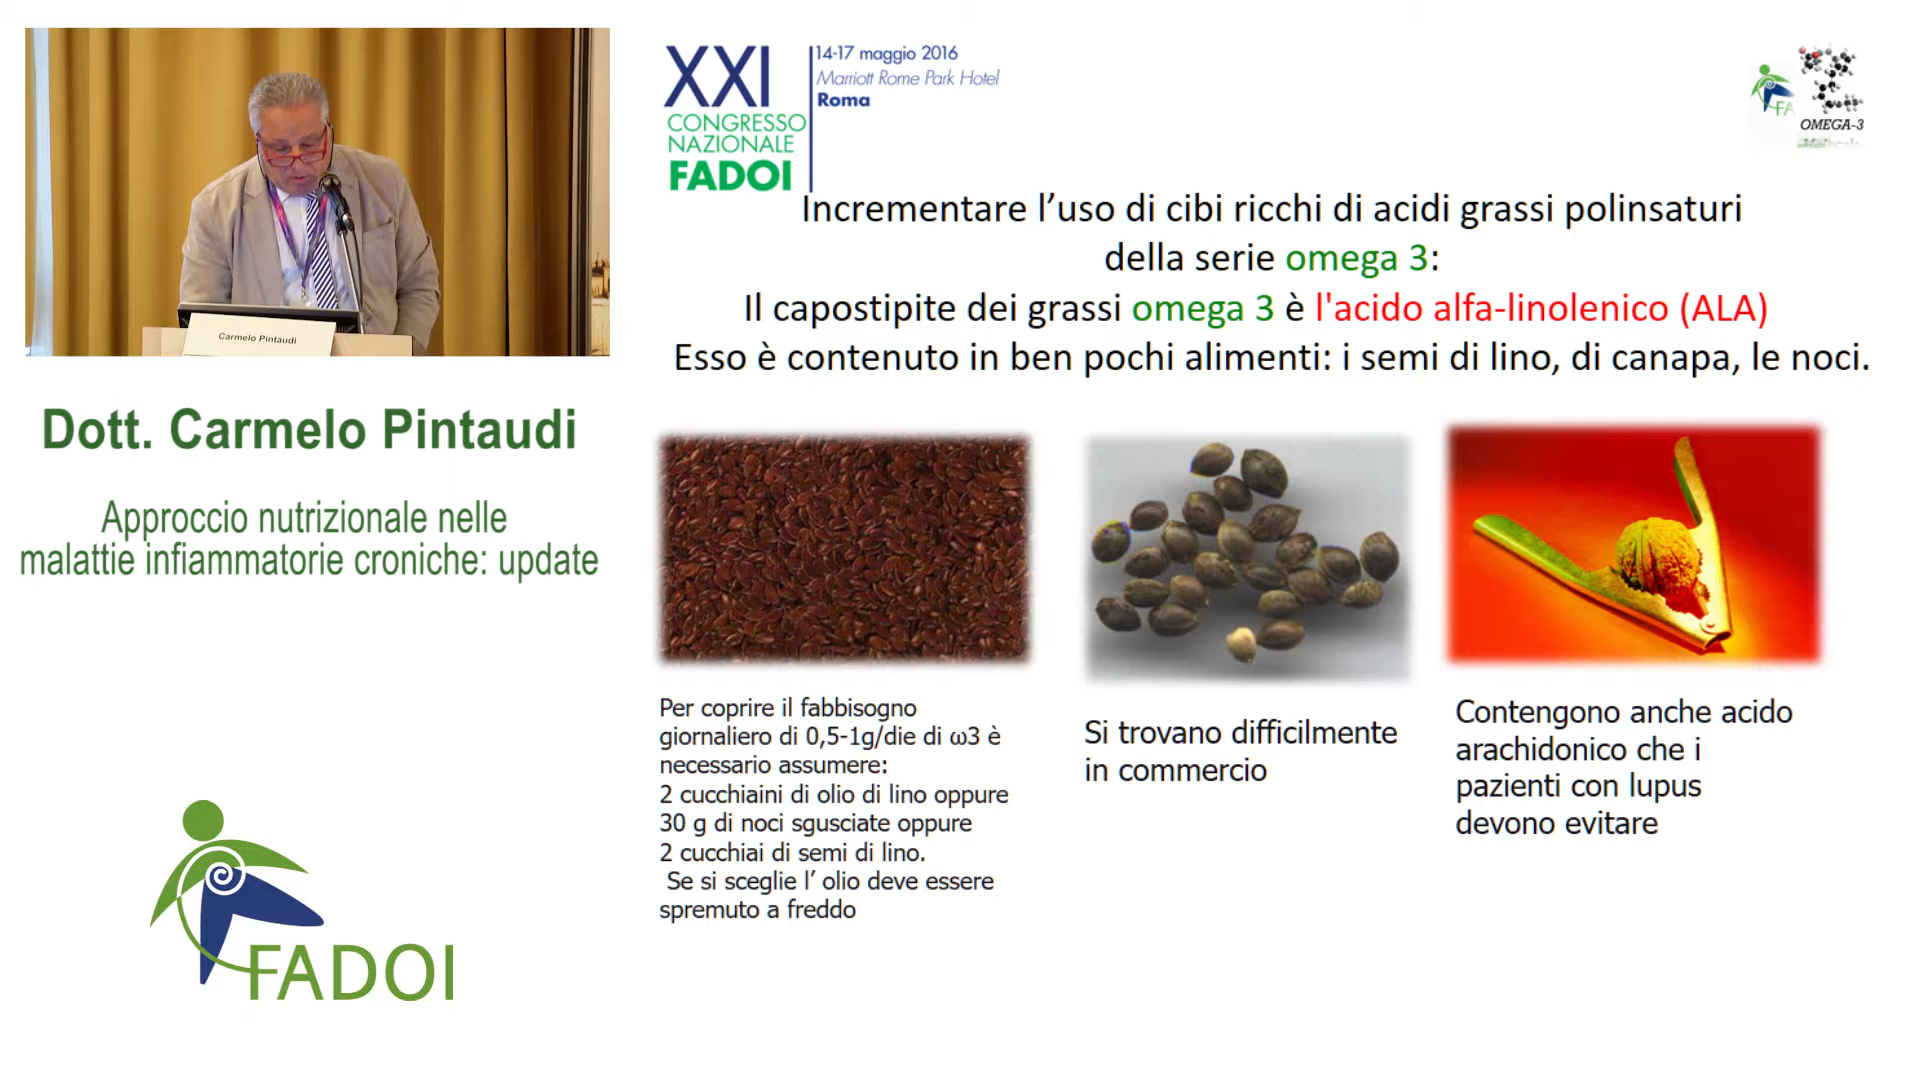 Carmelo Pintaudi
Dott. Carmelo Pintaudi
Approccio nutrizionale nelle
malattie infiammatorie croniche: update
FADOI
XXI
CONGRESSO
NAZIONALE
FADOI
14-17 maggio 2016
Marriott Rome Park Hotel
Roma
FA
OMEGA-3
Incrementare l’uso di cibi ricchi di acidi grassi polinsaturi
della serie omega 3:
Il capostipite dei grassi omega 3 è l'acido alfa-linolenico (ALA)
Esso è contenuto in ben pochi alimenti: i semi di lino, di canapa, le noci.
Per coprire il fabbisogno
giornaliero di 0,5-1g/die di ω3 è
necessario assumere:
2 cucchiaini di olio di lino oppure
30 g di noci sgusciate oppure
2 cucchiai di semi di lino.
Se si sceglie l’ olio deve essere
spremuto a freddo
Si trovano difficilmente
in commercio
Contengono anche acido
arachidonico che i
pazienti con lupus
devono evitare